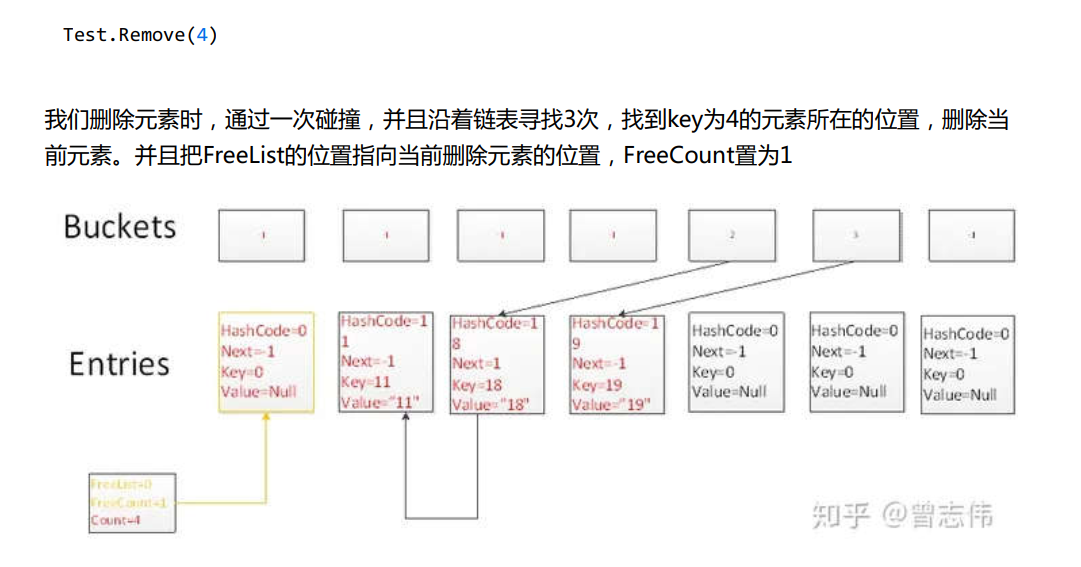 Test.Remove(4)
我们删除元素时，通过一次碰撞，并且沿着链表寻找3次，找到key为4的元素所在的位置，删除当
前元素。并且把FreeList的位置指向当前删除元素的位置，FreeCount置为1
Buckets
2
3
-1
Entries
HashCode=0
Next=-1
Key=0
Value=Null
HashCode=1
1
Next=-1
Key=11
Value="11"
HashCode=1
8
Next=1
Key=18
Value="18"
HashCode=1
9
Next=-1
Key=19
Value="19"
HashCode=0
Next=-1
Key=0
Value=Null
HashCode=0
Next=-1
Key=0
Value=Null
HashCode=0
Next=-1
Key=0
Value=Null
FreeList=0
FreeCount=1
Count=4
知乎 @曾志伟